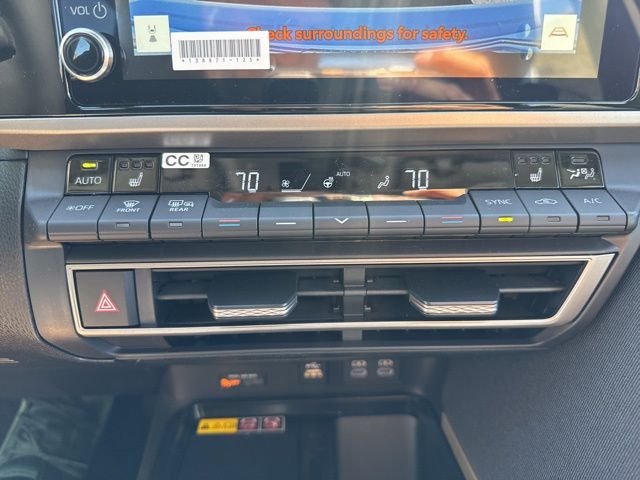 VOL
Check surroundings for safety.
CC
AUTO
70
AUTO
70
OFF
FRONT
REAR
SYNC
A/C